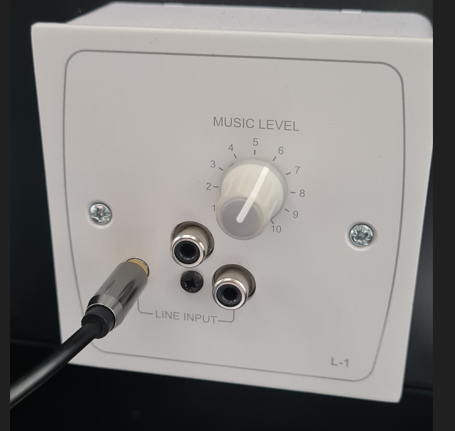 MUSIC LEVEL
1 2 3 4 5 6 7 8 9 10
LINE INPUT
L-1